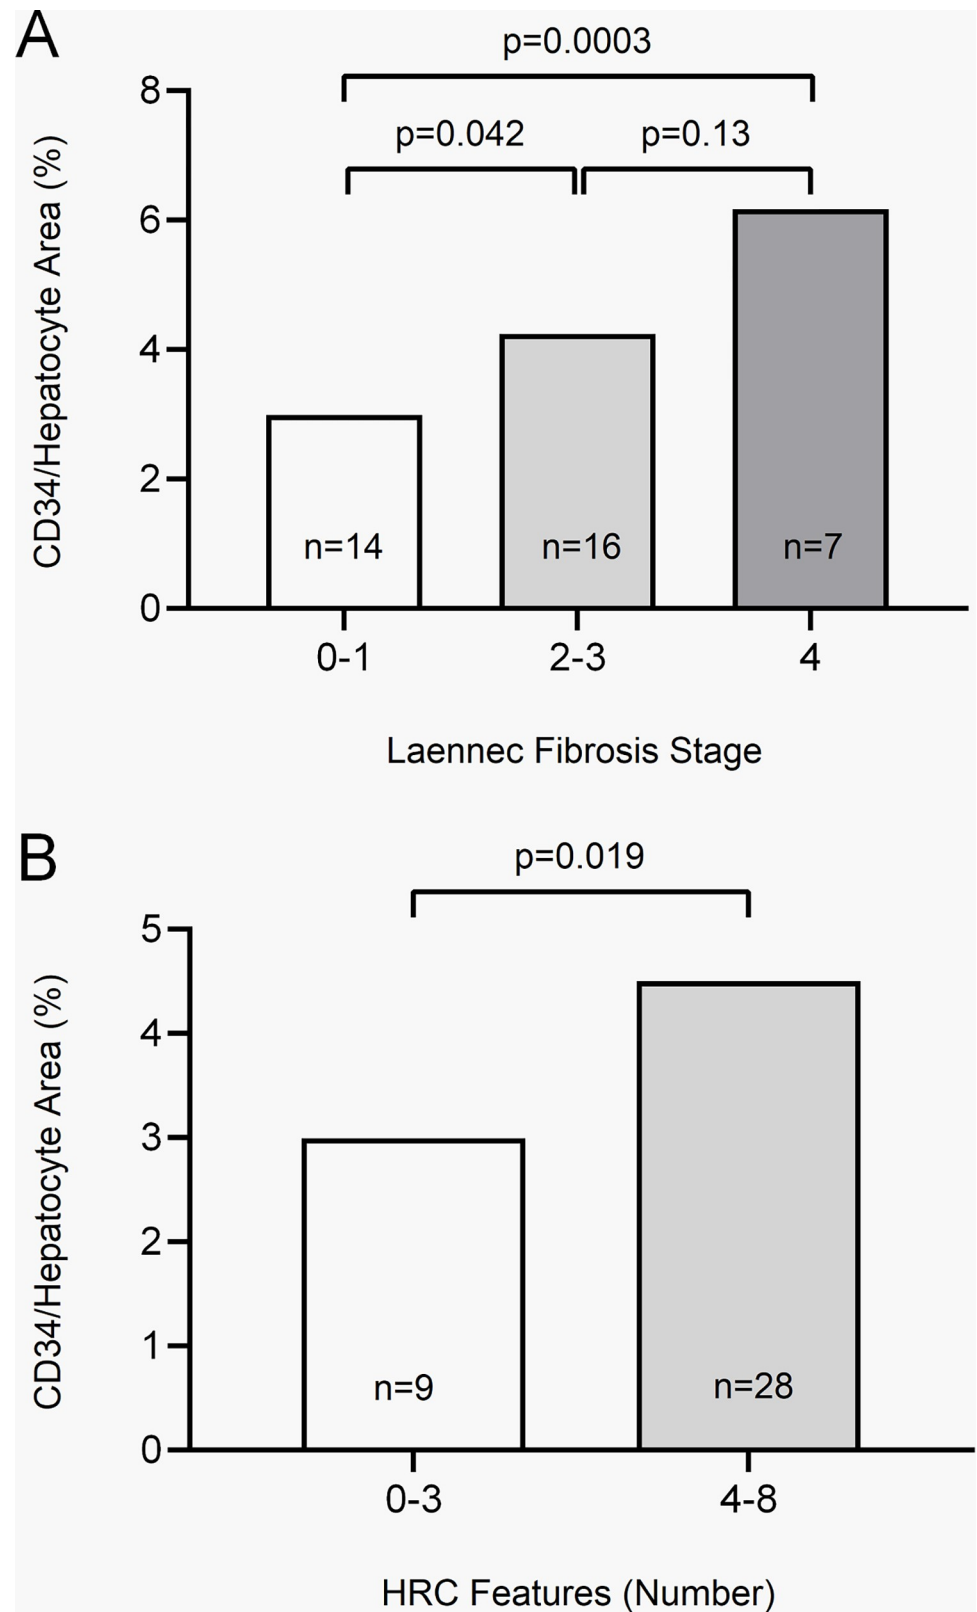 A
p=0.0003
8
p=0.042
p=0.13
6
4
2
0
CD34/Hepatocyte Area (%)
n=14
n=16
n=7
0-1
2-3
4
Laennec Fibrosis Stage
B
p=0.019
5
4
3
2
1
0
CD34/Hepatocyte Area (%)
n=9
n=28
0-3
4-8
HRC Features (Number)